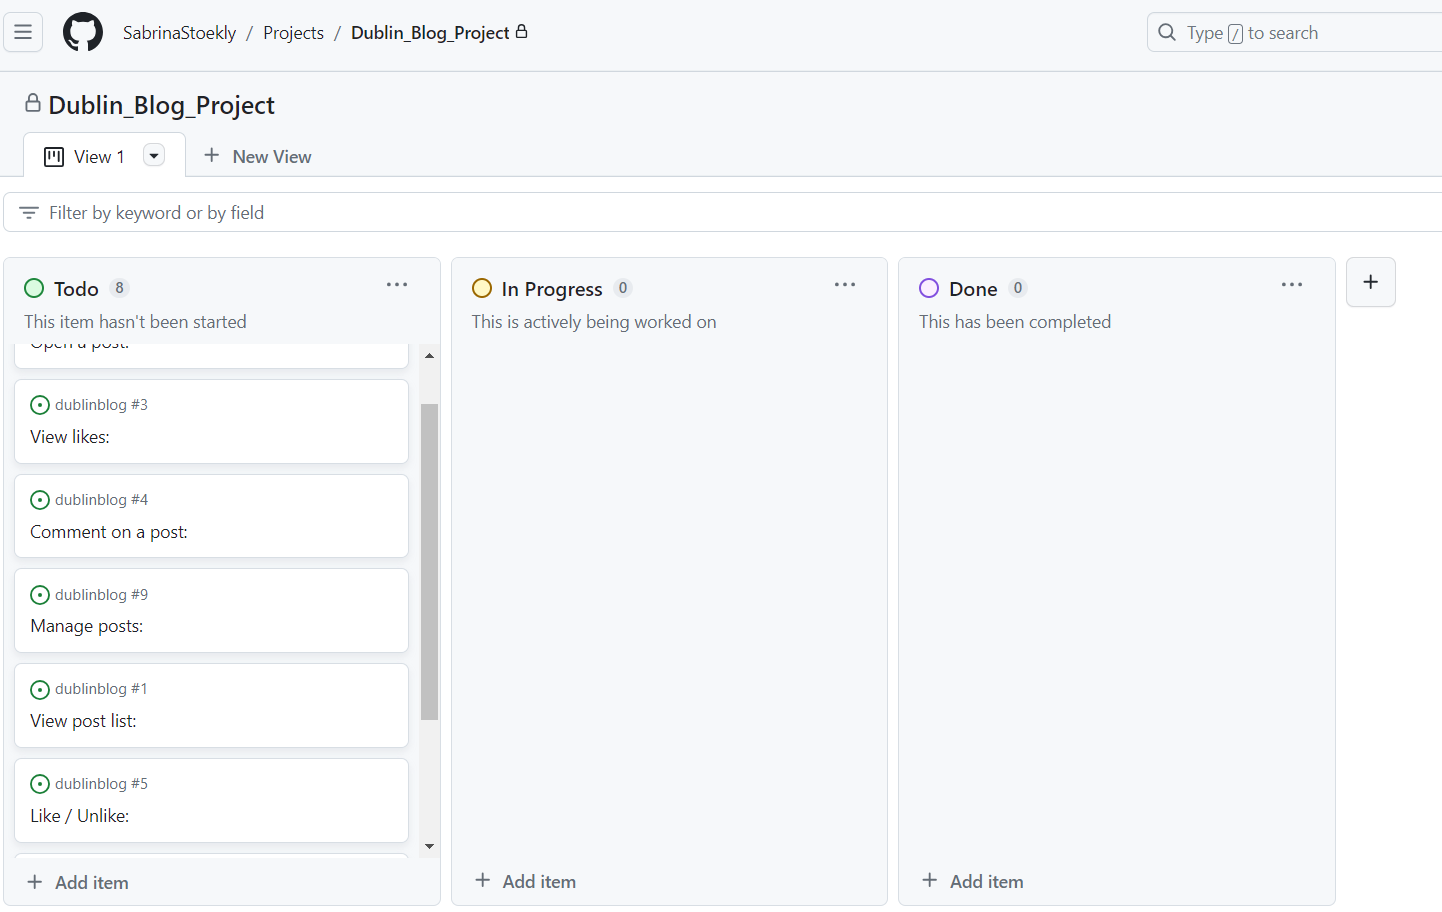 SabrinaStoekly / Projects / Dublin_Blog_Project
Type / to search
Dublin_Blog_Project
View 1
New View
Filter by keyword or by field
Todo 8
This item hasn't been started
Open a post:
dublinblog #3
View likes:
dublinblog #4
Comment on a post:
dublinblog #9
Manage posts:
dublinblog #1
View post list:
dublinblog #5
Like / Unlike:
+ Add item
In Progress 0
This is actively being worked on
+ Add item
Done 0
This has been completed
+ Add item